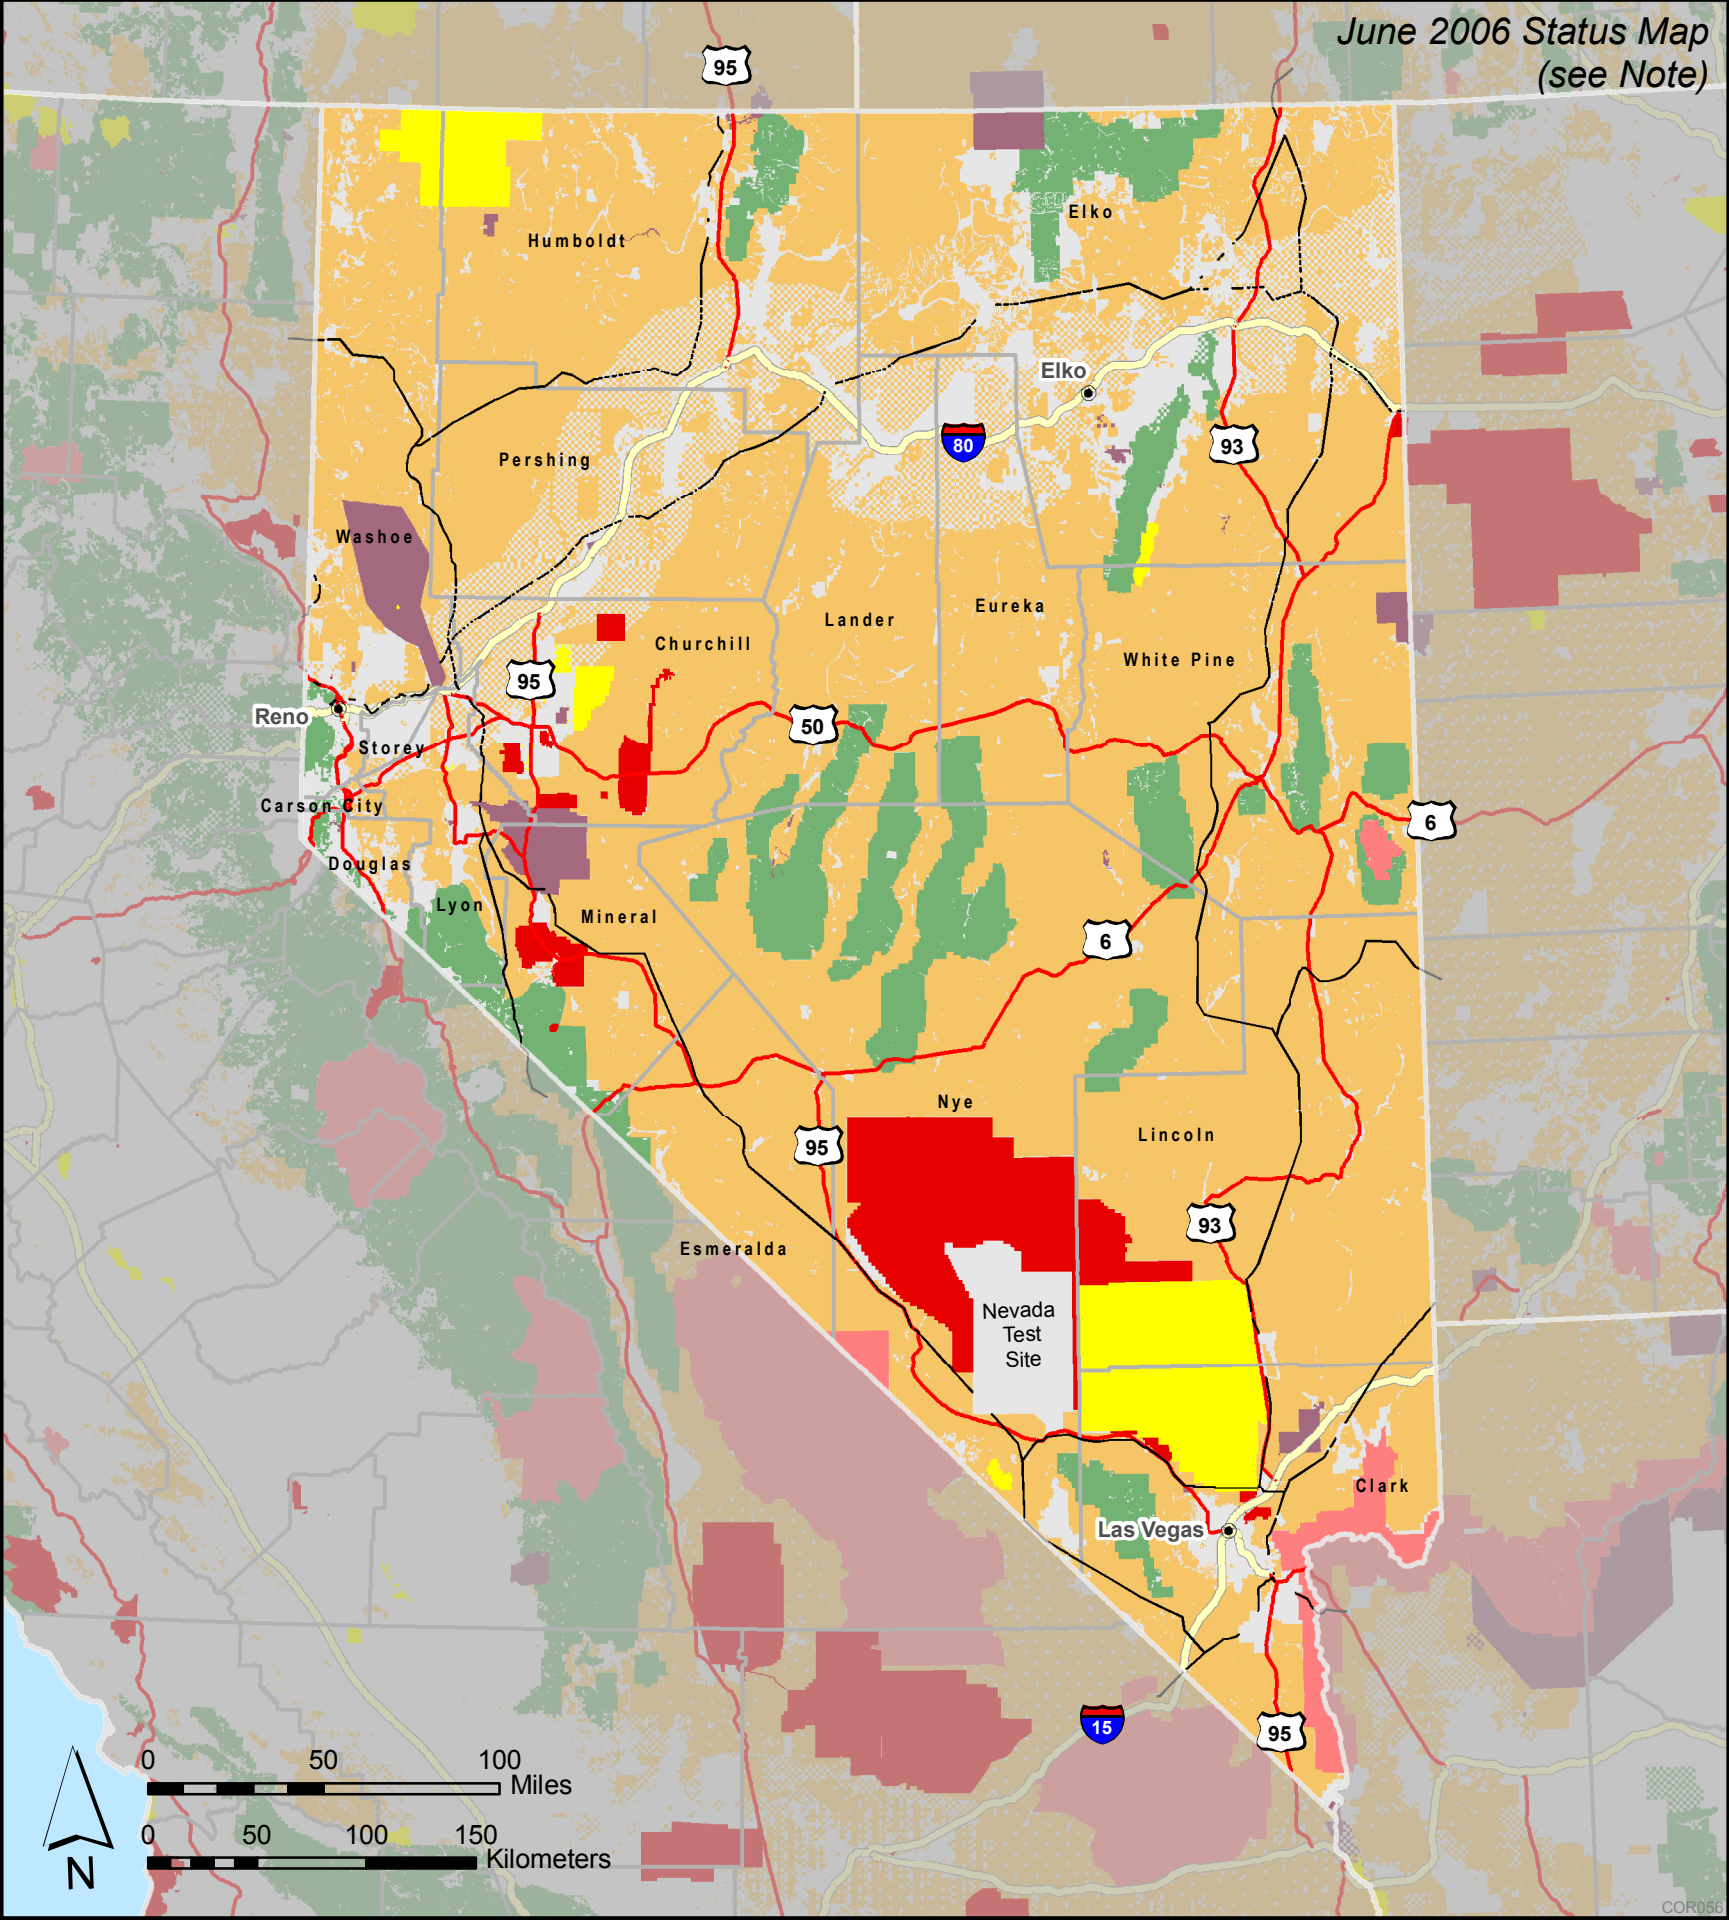 June 2006 Status Map
(see Note)
95
Elko
Humboldt
Elko
80
93
Pershing
Washoe
Eureka
Lander
Churchill
White Pine
95
Reno
50
Storey
Carson City
6
Douglas
Lyon
Mineral
6
Nye
Lincoln
95
93
Esmeralda
Nevada
Test
Site
Clark
Las Vegas
15
95
0 50 100
Miles
0 50 100 150
Kilometers
N
COR056